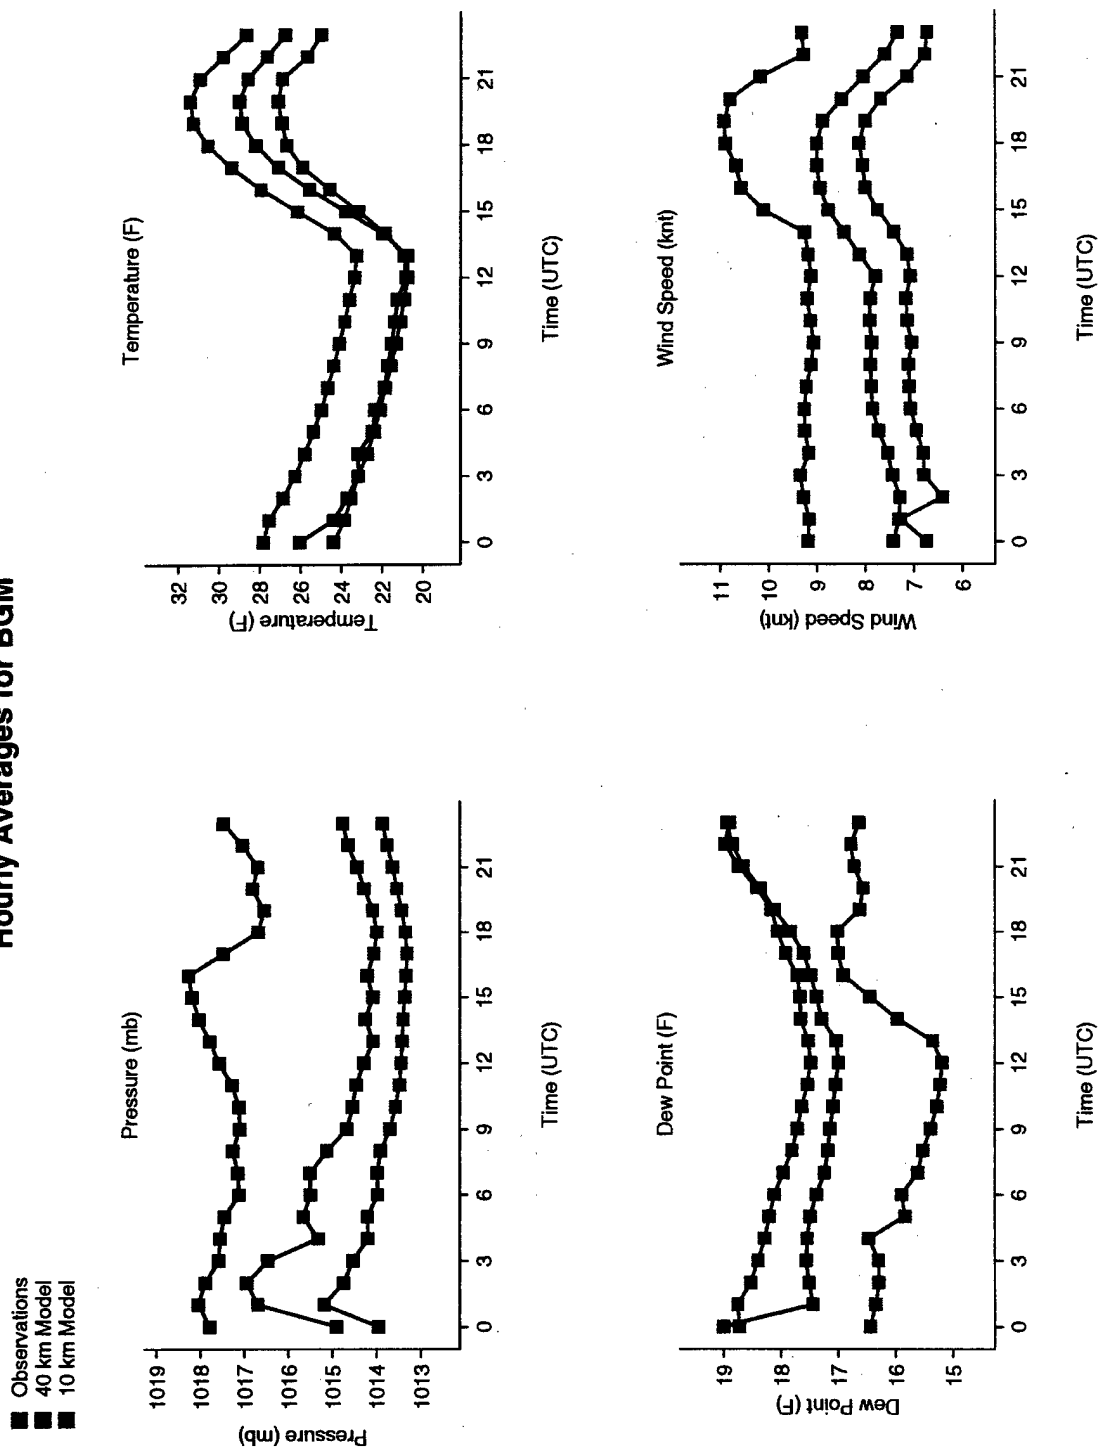 Hourly Averages for BGM
Observations
40 km Model
10 km Model
Pressure (mb)
Pressure (mb)
1019
1018
1017
1016
1015
1014
1013
0 3 6 9 12 15 18 21
Time (UTC)
Temperature (F)
Temperature (F)
32
30
28
26
24
22
20
0 3 6 9 12 15 18 21
Time (UTC)
Dew Point (F)
Dew Point (F)
19
18
17
16
15
0 3 6 9 12 15 18 21
Time (UTC)
Wind Speed (knt)
Wind Speed (knt)
11
10
9
8
7
6
0 3 6 9 12 15 18 21
Time (UTC)